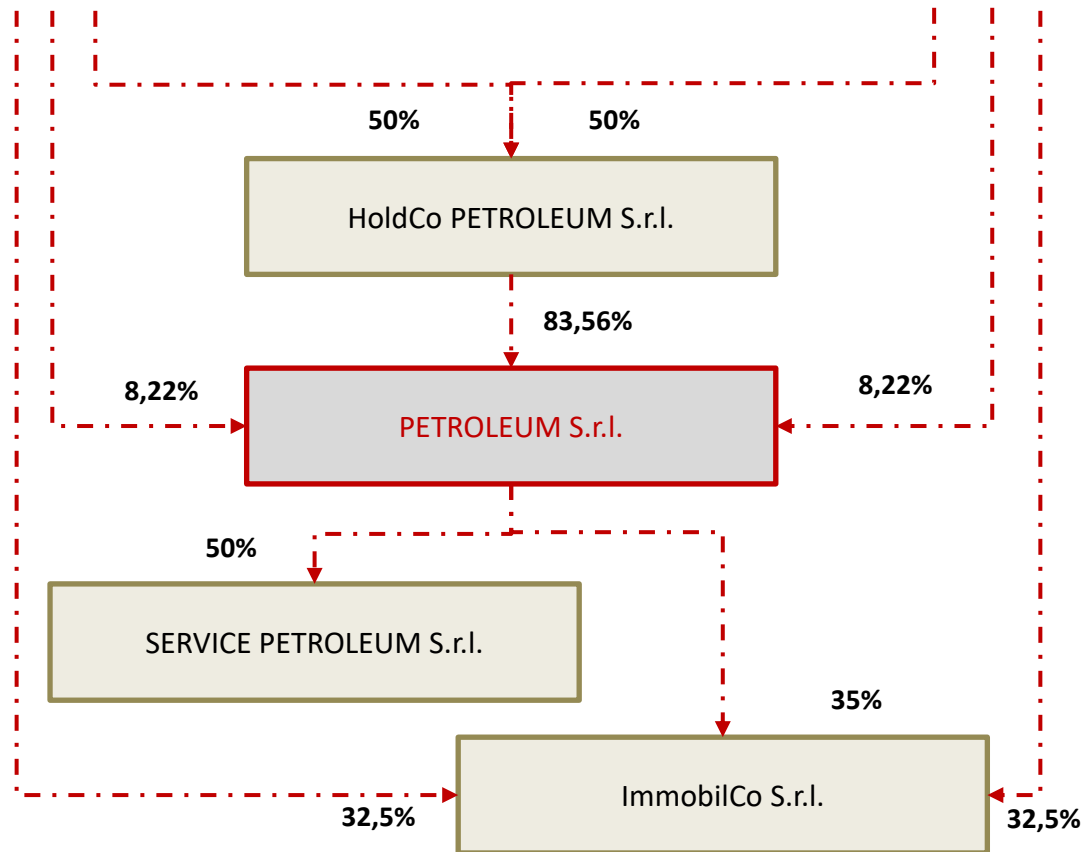 50%
50%
HoldCo PETROLEUM S.r.l.
83,56%
8,22%
8,22%
PETROLEUM S.r.l.
50%
SERVICE PETROLEUM S.r.l.
35%
ImmobilCo S.r.l.
32,5%
32,5%